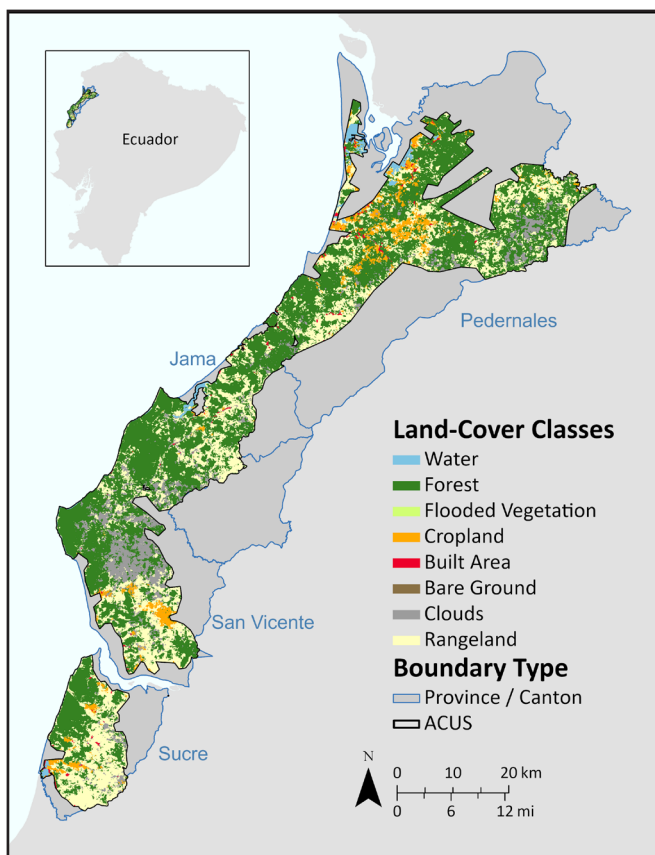 Ecuador
Pedernales
Jama
Land-Cover Classes
Water
Forest
Flooded Vegetation
Cropland
Built Area
Bare Ground
Clouds
Rangeland
San Vicente
Boundary Type
Province / Canton
ACUS
Sucre
N
0 10 20 km
0 6 12 mi